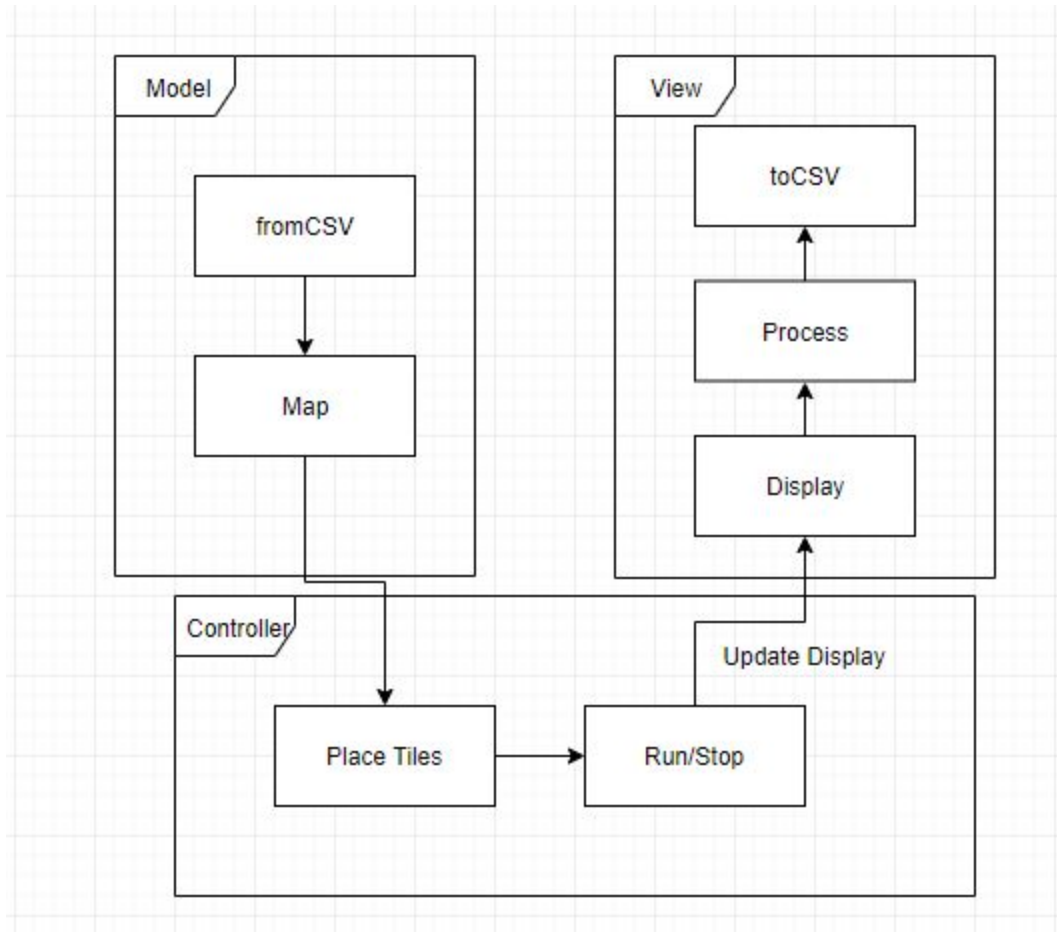 Model
fromCSV
Map
View
toCSV
Process
Display
Controller
Update Display
Place Tiles
Run/Stop